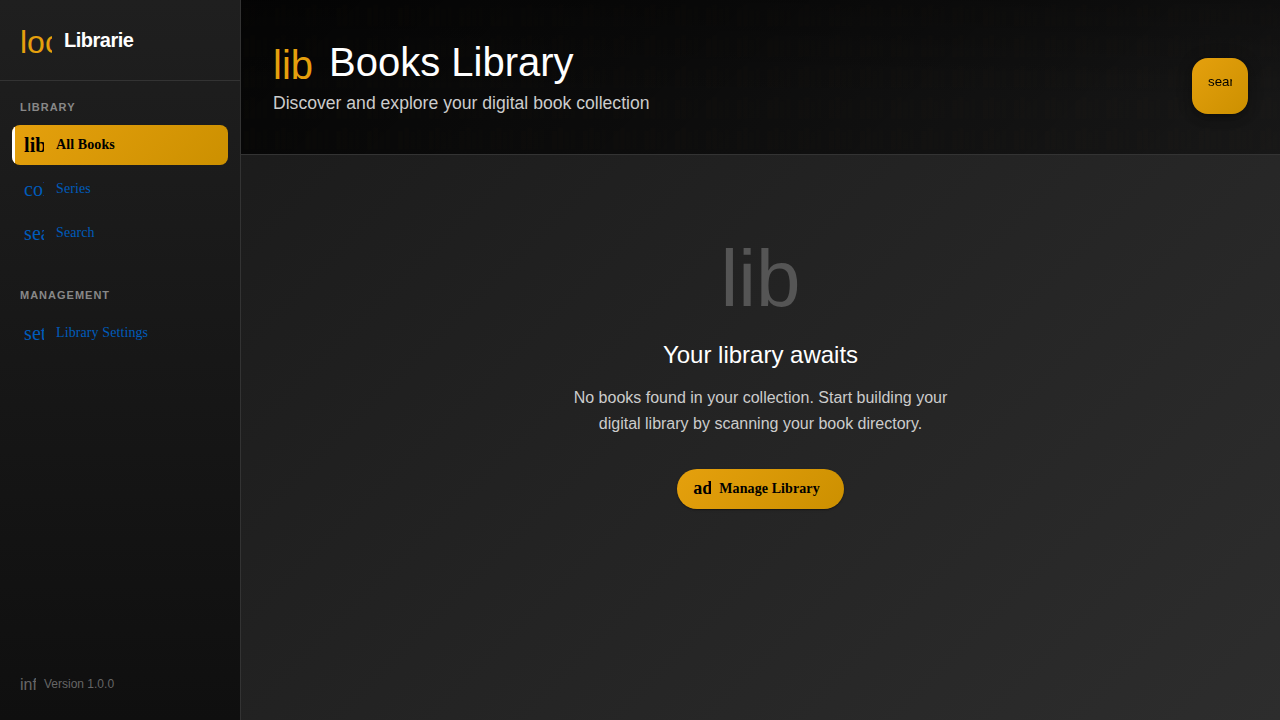 loc Librarie
LIBRARY
lib All Books
co Series
sea Search
MANAGEMENT
set Library Settings
inf Version 1.0.0
lib Books Library
Discover and explore your digital book collection
sear
lib
Your library awaits
No books found in your collection. Start building your
digital library by scanning your book directory.
ad Manage Library